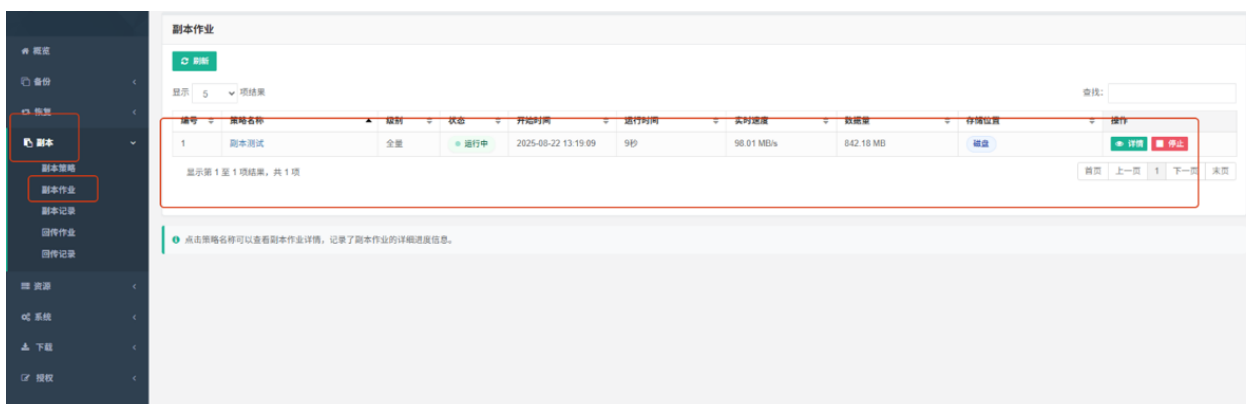 概览
备份
恢复
副本
副本策略
副本作业
副本记录
回传作业
回传记录
资源
系统
下载
授权
副本作业
刷新
显示 5 项结果
查找:
编号 策略名称 级别 状态 开始时间 运行时间 实时速度 数据量 存储位置 操作
1 副本测试 全量 运行中 2025-08-22 13:19:09 9秒 98.01 MB/s 842.18 MB 磁盘 详情 停止
显示第 1 至 1 项结果，共 1 项
首页 上一页 1 下一页 末页
点击策略名称可以查看副本作业详情，记录了副本作业的详细进度信息。